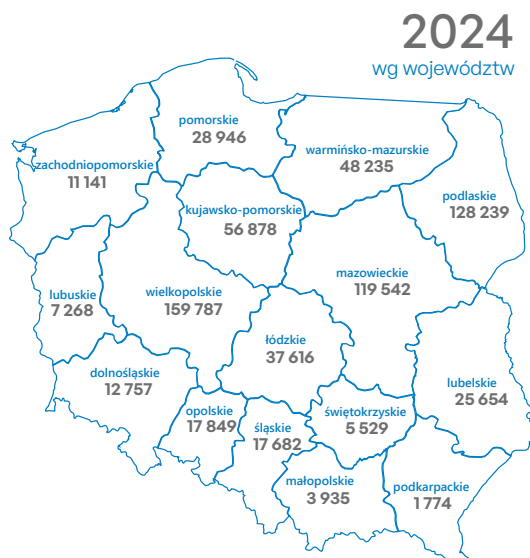 2024
wg województw
pomorskie
28 946
warmińsko-mazurskie
48 235
zachodniopomorskie
11 141
podlaskie
128 239
kujawsko-pomorskie
56 878
mazowieckie
119 542
lubuskie
7 268
wielkopolskie
159 787
łódzkie
37 616
dolnośląskie
12 757
lubelskie
25 654
opolskie
17 849
śląskie
17 682
świętokrzyskie
5 529
małopolskie
3 935
podkarpackie
1 774